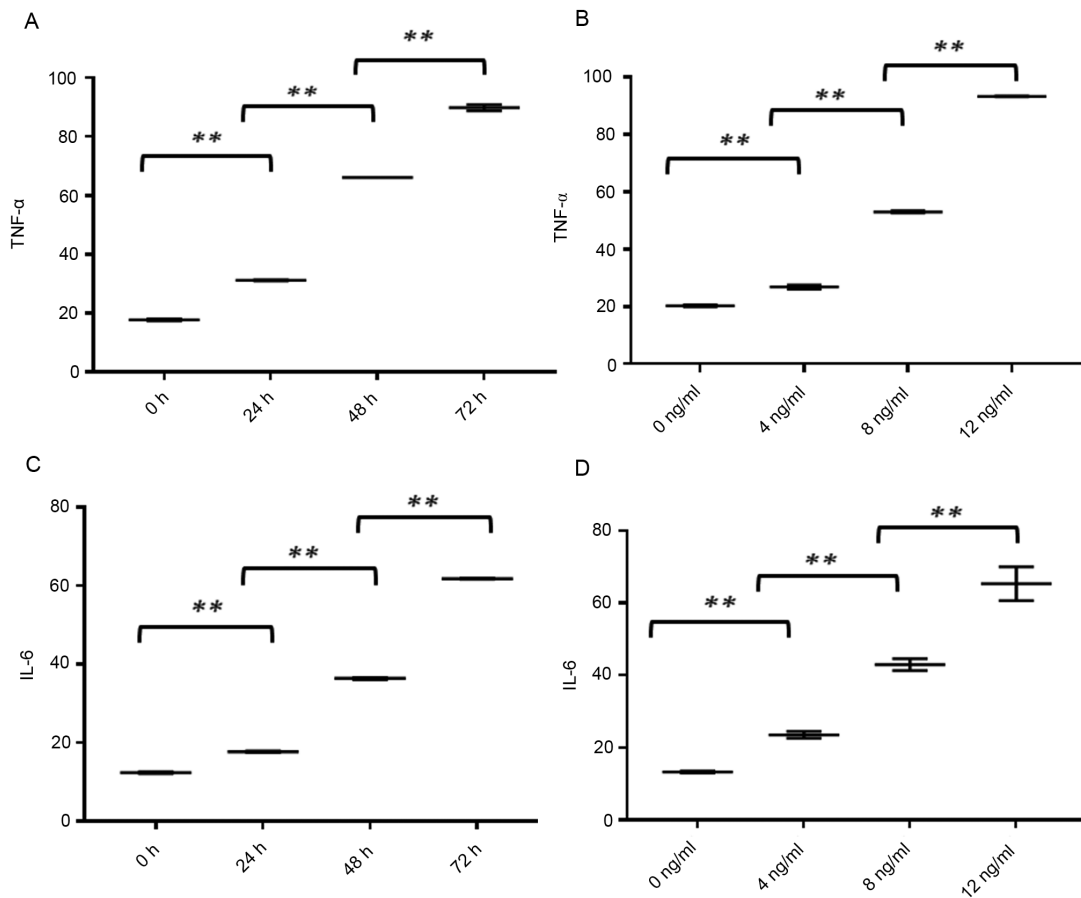 A
**
**
**
100
80
60
40
20
0
TNF-α
0 h
24 h
48 h
72 h
B
**
**
**
100
80
60
40
20
0
TNF-α
0 ng/ml
4 ng/ml
8 ng/ml
12 ng/ml
C
**
**
**
80
60
40
20
0
IL-6
0 h
24 h
48 h
72 h
D
**
**
**
80
60
40
20
0
IL-6
0 ng/ml
4 ng/ml
8 ng/ml
12 ng/ml